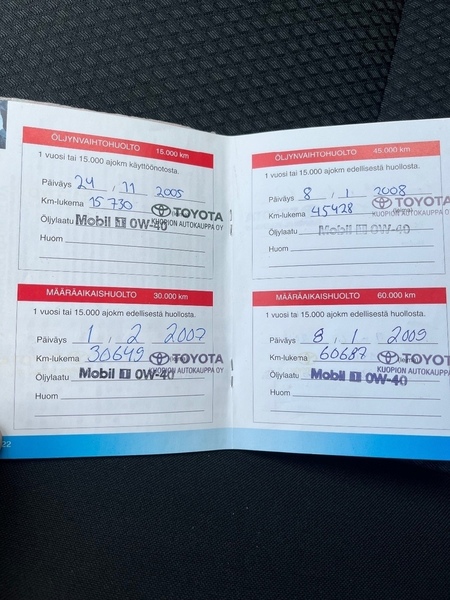 ÖLJYNVAIHTOHUOLTO 15.000 km
1 vuosi tai 15.000 ajokm käyttöönotosta.
Päiväys 24 , 11 2005
Km-lukema 15 730 TOYOTA
KUOPION AUTOKAUPPA OY
Öljylaatu Mobil 1 0W-40
Huom
MÄÄRÄAIKAISHUOLTO 30.000 km
1 vuosi tai 15.000 ajokm edellisestä huollosta.
Päiväys 1 , 2 2007
Km-lukema 30649 TOYOTA
KUOPION AUTOKAUPPA OY
Öljylaatu Mobil 1 0W-40
Huom
22
ÖLJYNVAIHTOHUOLTO 45.000 km
1 vuosi tai 15.000 ajokm edellisestä huollosta.
Päiväys 8 , 1 2008
Km-lukema 45428 TOYOTA
KUOPION AUTOKAUPPA OY
Öljylaatu Mobil 1 0W-40
Huom
MÄÄRÄAIKAISHUOLTO 60.000 km
1 vuosi tai 15.000 ajokm edellisestä huollosta.
Päiväys 8 , 1 2009
Km-lukema 60687 TOYOTA
KUOPION AUTOKAUPPA OY
Öljylaatu Mobil 1 0W-40
Huom